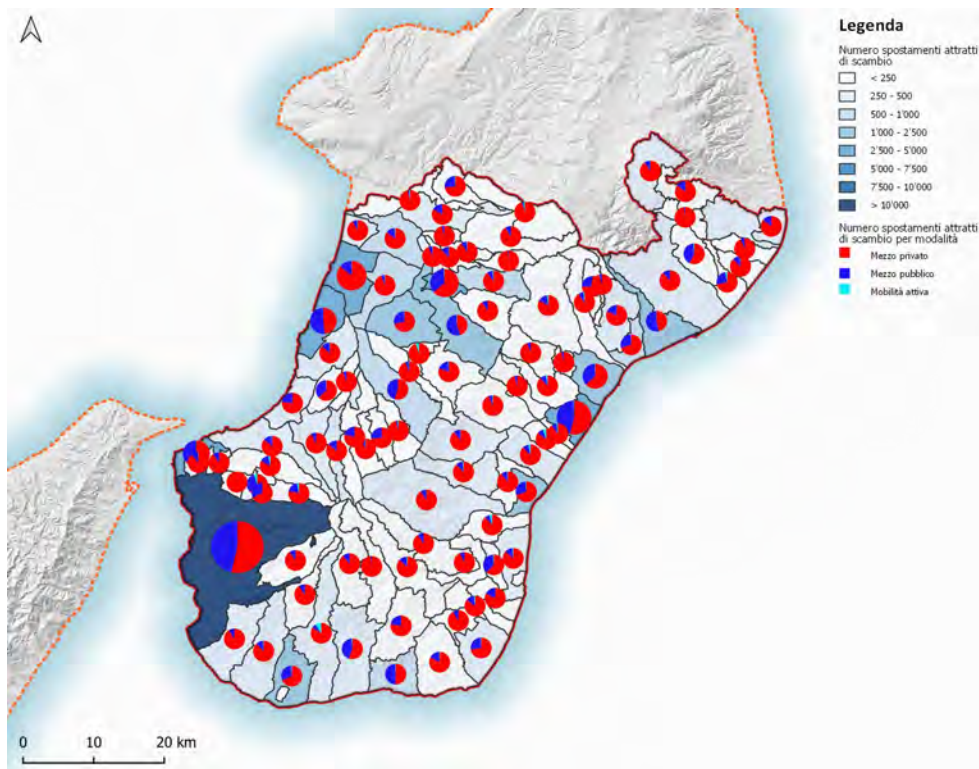 Legenda
Numero spostamenti attratti
di scambio
< 250
250 - 500
500 - 1'000
1'000 - 2'500
2'500 - 5'000
5'000 - 7'500
7'500 - 10'000
> 10'000
Numero spostamenti attratti
di scambio per modalità
Mezzo privato
Mezzo pubblico
Mobilità attiva
0 10 20 km